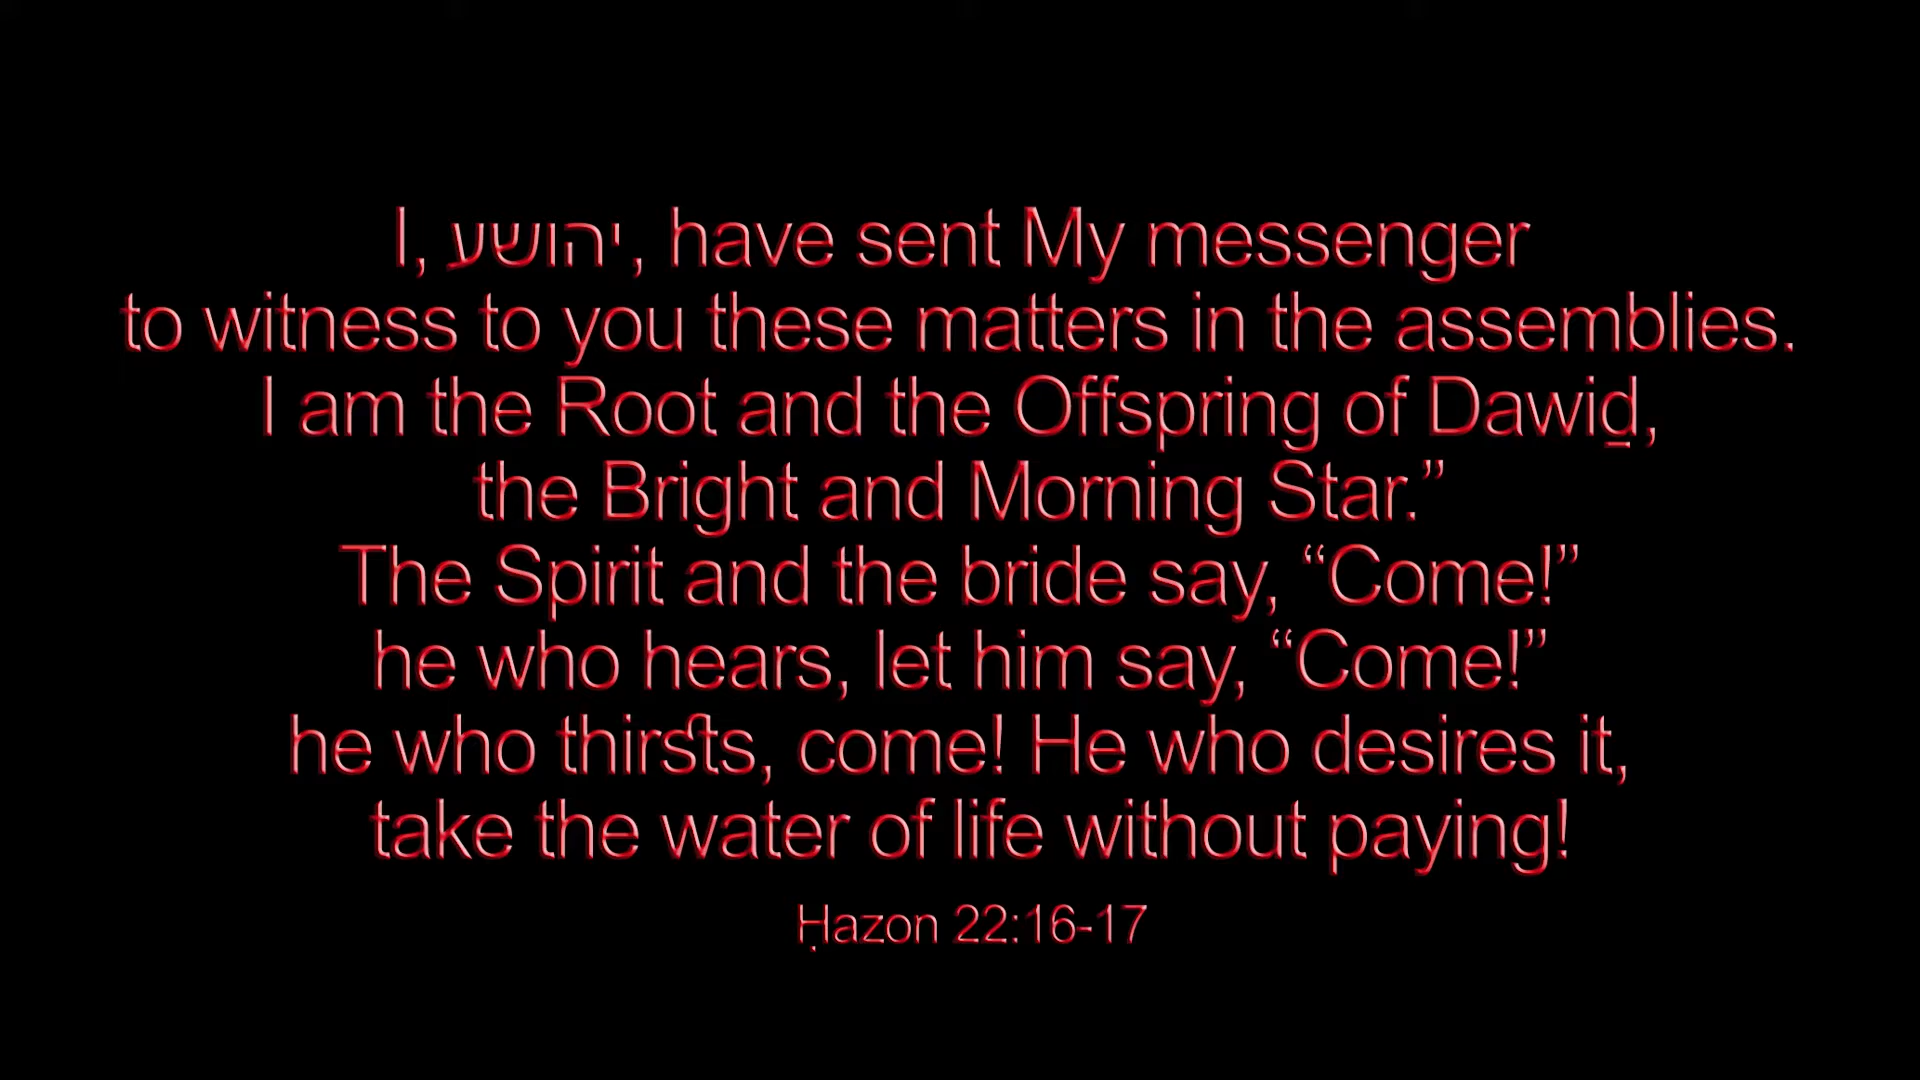 I, יהושע, have sent My messenger
to witness to you these matters in the assemblies.
I am the Root and the Offspring of Dawiḏ,
the Bright and Morning Star.”
The Spirit and the bride say, “Come!”
he who hears, let him say, “Come!”
he who thirsts, come! He who desires it,
take the water of life without paying!
Ḥazon 22:16-17